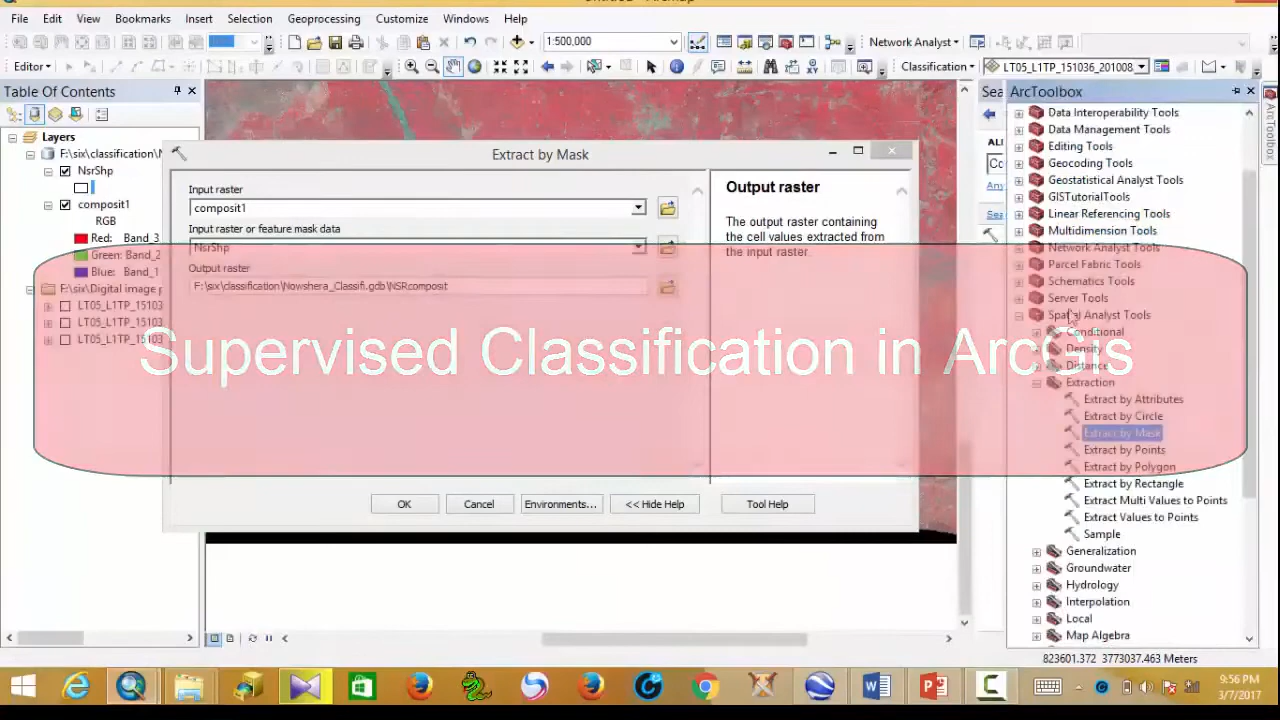 Untitled - ArcMap
File Edit View Bookmarks Insert Selection Geoprocessing Customize Windows Help
1:500,000 Network Analyst
Editor Classification LT05_L1TP_151036_201008
Table Of Contents
Layers
F:\six\classification\N
NsrShp
composit1
RGB
Red: Band_3
Green: Band_2
Blue: Band_1
F:\six\Digital image p
LT05_L1TP_15103
LT05_L1TP_15103
LT05_L1TP_15103
Extract by Mask
Input raster
composit1
Input raster or feature mask data
NsrShp
Output raster
F:\six\classification\Nowshera_Classifi.gdb\NSRcomposit
Output raster
The output raster containing
the cell values extracted from
the input raster.
OK Cancel Environments... << Hide Help Tool Help
Supervised Classification in ArcGis
Sea
ALL
Co
Any
Sea
ArcToolbox
Data Interoperability Tools
Data Management Tools
Editing Tools
Geocoding Tools
Geostatistical Analyst Tools
GISTutorialTools
Linear Referencing Tools
Multidimension Tools
Network Analyst Tools
Parcel Fabric Tools
Schematics Tools
Server Tools
Spatial Analyst Tools
Conditional
Density
Distance
Extraction
Extract by Attributes
Extract by Circle
Extract by Mask
Extract by Points
Extract by Polygon
Extract by Rectangle
Extract Multi Values to Points
Extract Values to Points
Sample
Generalization
Groundwater
Hydrology
Interpolation
Local
Map Algebra
ArcToolbox
823601.372 3773037.463 Meters
9:56 PM
3/7/2017